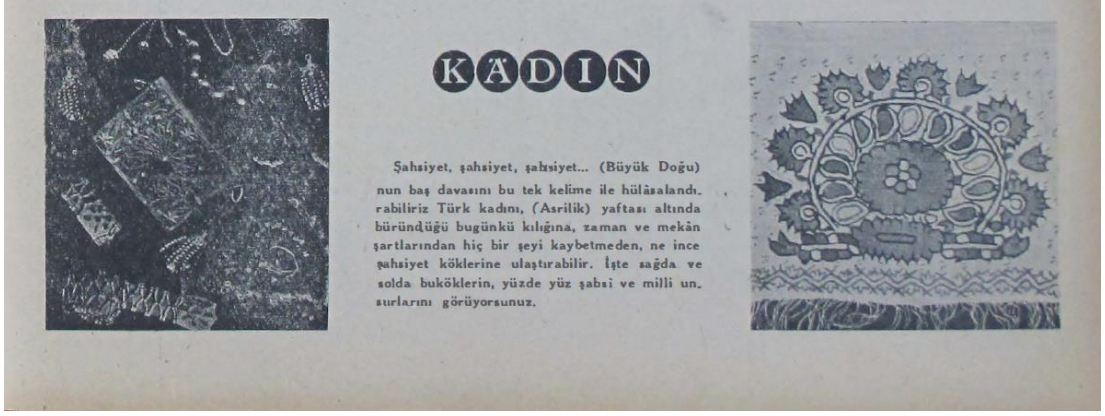 KADIN
Şahsiyet, şahsiyet, şahsiyet... (Büyük Doğu)
nun baş davasını bu tek kelime ile hülâsalandı.
rabiliriz Türk kadını, (Asrilik) yaftası altında
büründüğü bugünkü kılığına, zaman ve mekân
şartlarından hiç bir şeyi kaybetmeden, ne ince
şahsiyet köklerine ulaştırabilir. İşte sağda ve
solda buköklerin, yüzde yüz şahsi ve milli un.
surlarını görüyorsunuz.